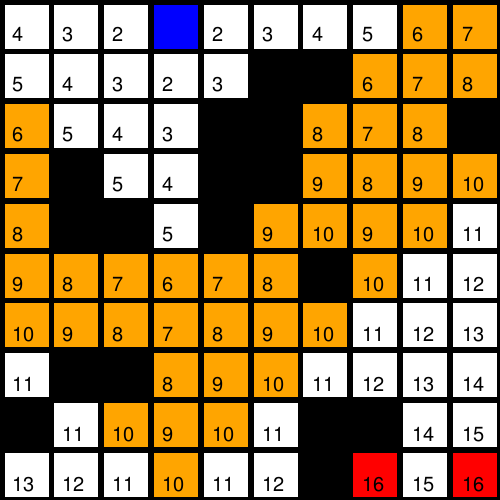 4 3 2 2 3 4 5 6 7
5 4 3 2 3 6 7 8
6 5 4 3 8 7 8
7 5 4 9 8 9 10
8 5 9 10 9 10 11
9 8 7 6 7 8 10 11 12
10 9 8 7 8 9 10 11 12 13
11 8 9 10 11 12 13 14
11 10 9 10 11 14 15
13 12 11 10 11 12 16 15 16